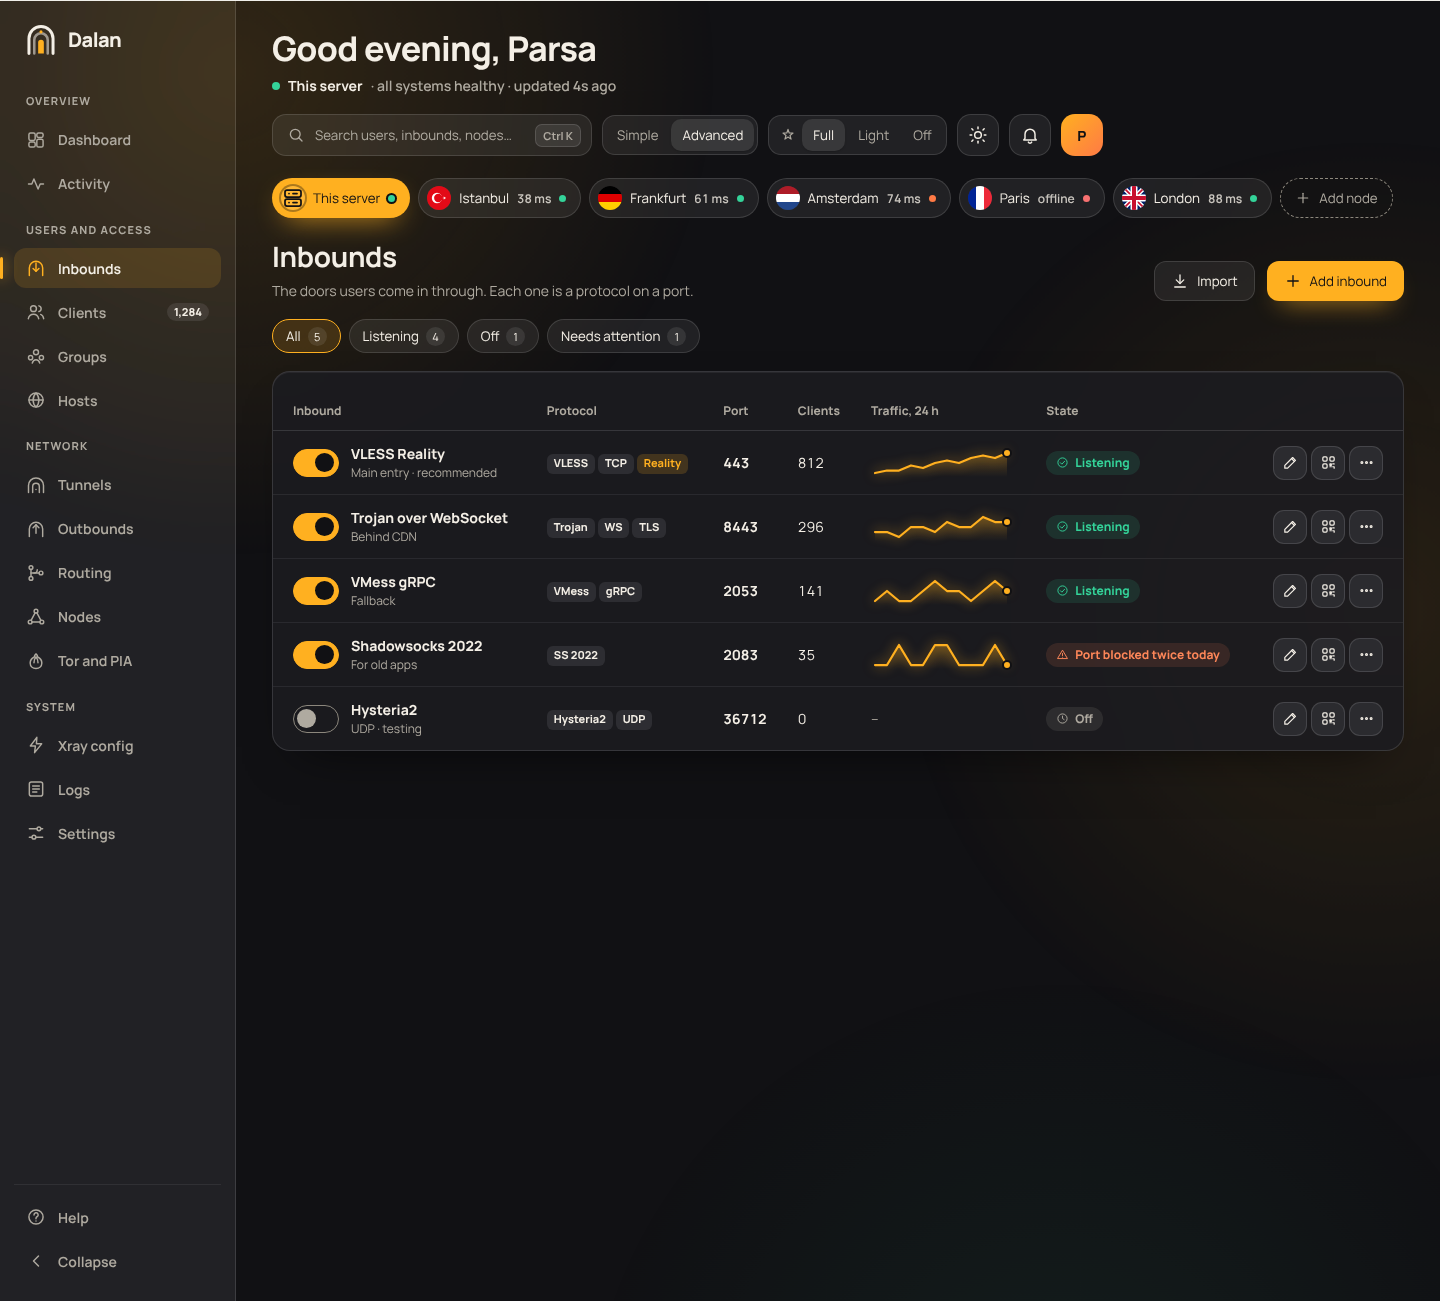 Dalan
OVERVIEW
Dashboard
Activity
USERS AND ACCESS
Inbounds
Clients 1,284
Groups
Hosts
NETWORK
Tunnels
Outbounds
Routing
Nodes
Tor and PIA
SYSTEM
Xray config
Logs
Settings
Help
Collapse
Good evening, Parsa
This server · all systems healthy · updated 4s ago
Search users, inbounds, nodes... Ctrl K Simple Advanced Full Light Off P
This server Istanbul 38 ms Frankfurt 61 ms Amsterdam 74 ms Paris offline London 88 ms Add node
Inbounds
The doors users come in through. Each one is a protocol on a port.
Import Add inbound
All 5 Listening 4 Off 1 Needs attention 1
Inbound Protocol Port Clients Traffic, 24 h State
VLESS Reality
Main entry · recommended
VLESS TCP Reality 443 812 Listening
Trojan over WebSocket
Behind CDN
Trojan WS TLS 8443 296 Listening
VMess gRPC
Fallback
VMess gRPC 2053 141 Listening
Shadowsocks 2022
For old apps
SS 2022 2083 35 Port blocked twice today
Hysteria2
UDP · testing
Hysteria2 UDP 36712 0 – Off